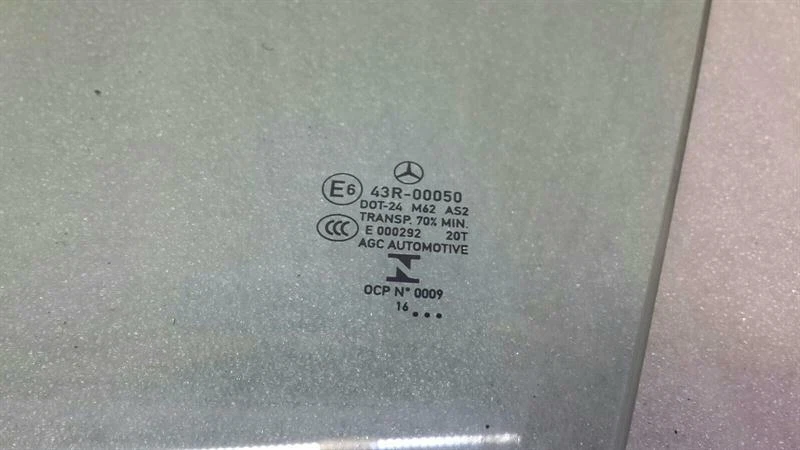 E6 43R-00050
DOT-24 M62 AS2
TRANSP. 70% MIN.
CCC E 000292 20T
AGC AUTOMOTIVE
N
OCP N° 0009
16 ...